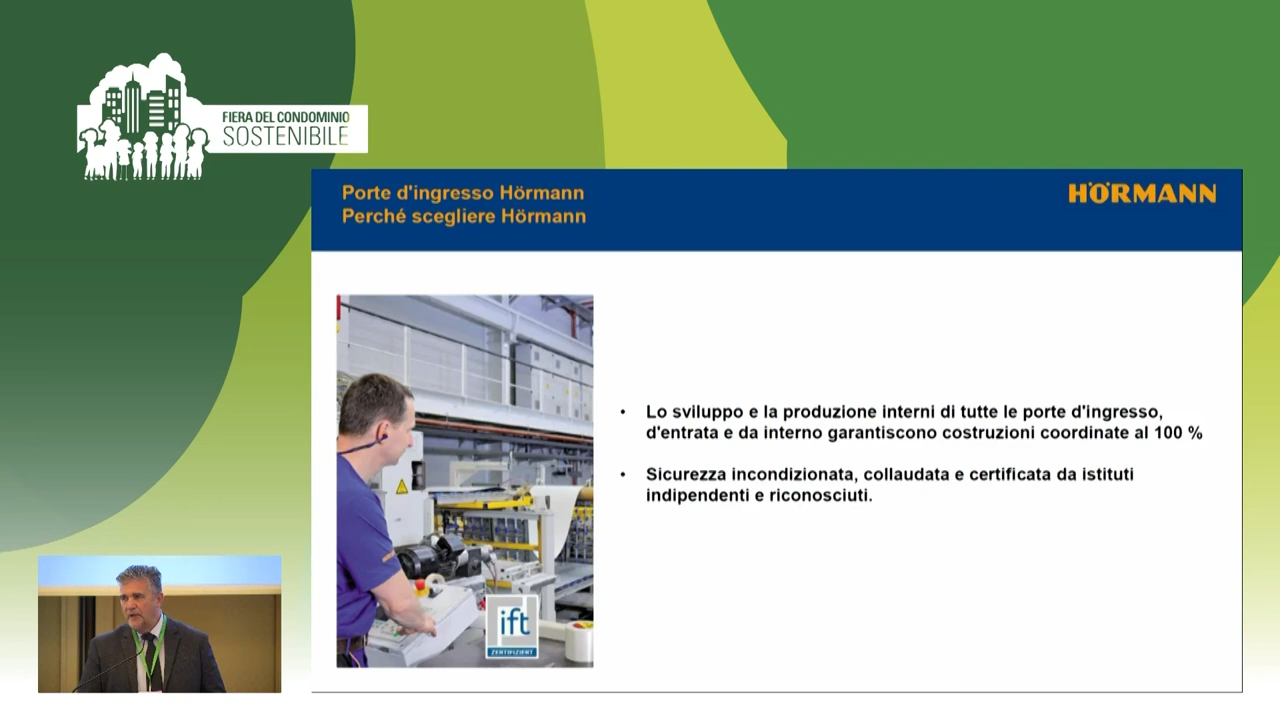 FIERA DEL CONDOMINIO
SOSTENIBILE
Porte d'ingresso Hörmann
Perché scegliere Hörmann
HÖRMANN
• Lo sviluppo e la produzione interni di tutte le porte d'ingresso,
d'entrata e da interno garantiscono costruzioni coordinate al 100 %
• Sicurezza incondizionata, collaudata e certificata da istituti
indipendenti e riconosciuti.
ift
ZERTIFIZIERT